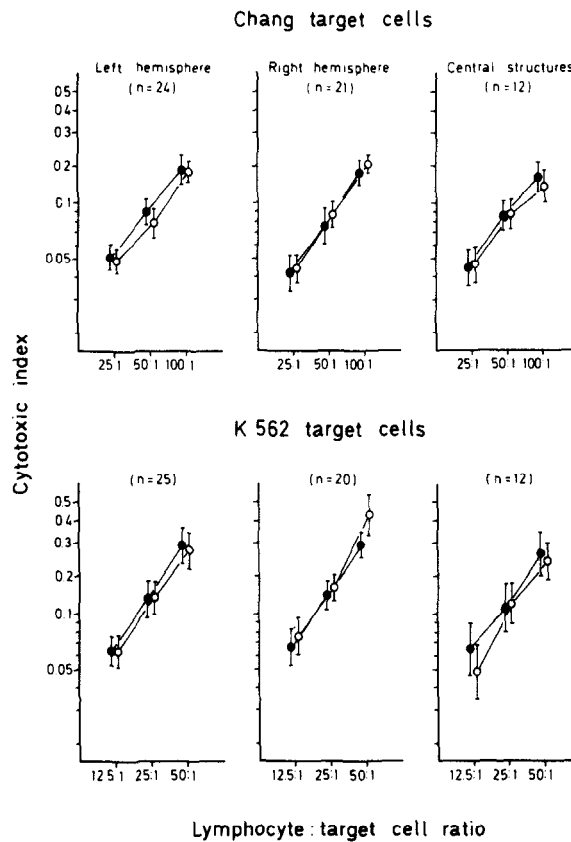 Chang target cells
Left hemisphere
(n=24)
Right hemisphere
(n=21)
Central structures
(n=12)
0.5
0.4
0.3
0.2
0.1
0.05
25:1 50:1 100:1
25:1 50:1 100:1
25:1 50:1 100:1
Cytotoxic index
K 562 target cells
(n=25)
(n=20)
(n=12)
0.5
0.4
0.3
0.2
0.1
0.05
12.5:1 25:1 50:1
12.5:1 25:1 50:1
12.5:1 25:1 50:1
Lymphocyte : target cell ratio